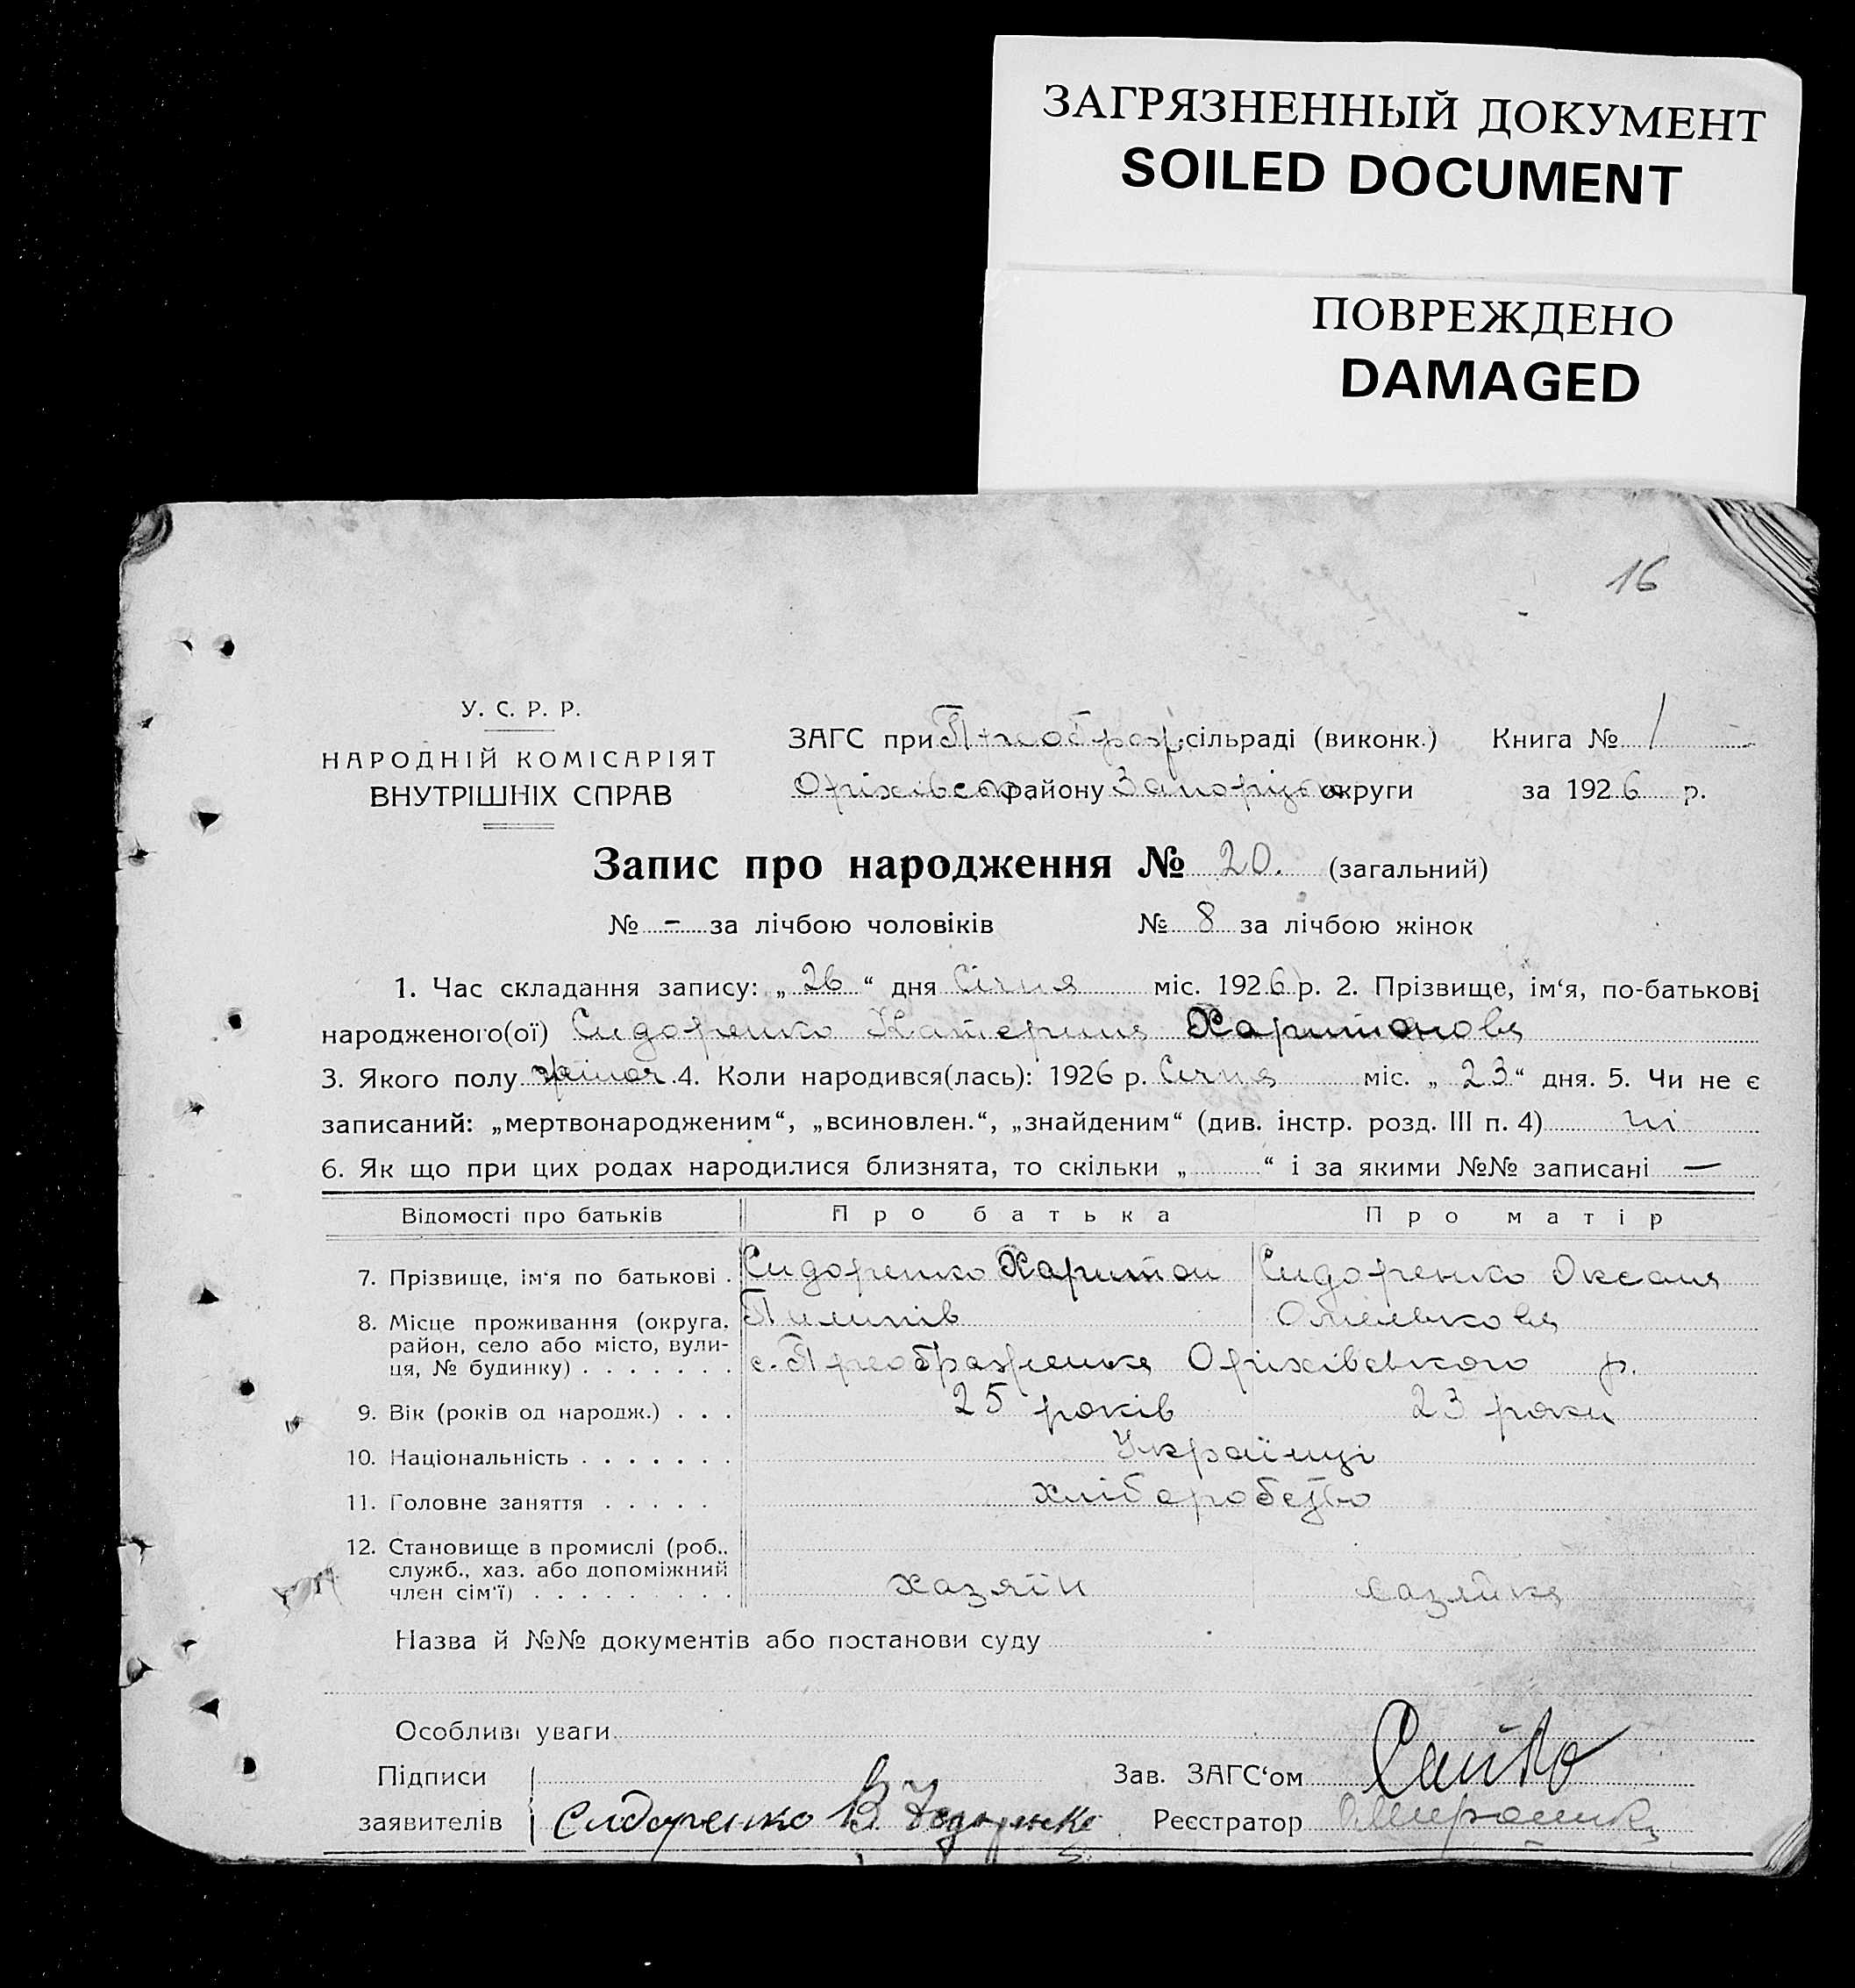 ЗАГРЯЗНЕННЫЙ ДОКУМЕНТ
SOILED DOCUMENT
ПОВРЕЖДЕНО
DAMAGED
16
У. С. Р. Р.
НАРОДНІЙ КОМІСАРІЯТ
ВНУТРІШНІХ СПРАВ
ЗАГС при Преображ. сільраді (виконк.) Книга № 1
Оріхівськ. району Запорізьк. округи за 1926 р.
Запис про народження № 20. (загальний)
№ - за лічбою чоловіків № 8 за лічбою жінок
1. Час складання запису: „ 26 “ дня Січня міс. 1926 р. 2. Прізвище, ім‘я, по-батькові
народженого(ої) Сидоренко Катерина Харитонова
3. Якого полу жіноч. 4. Коли народився(лась): 1926 р. Січня міс. „ 23 “ дня. 5. Чи не є
записаний: „мертвонародженим“, „всиновлен.“, „знайденим“ (див. інстр. розд. III п. 4) ні
6. Як що при цих родах народилися близнята, то скільки „ “ і за якими №№ записані —
Відомості про батьків Про батька Про матір
7. Прізвище, ім‘я по батькові . Сидоренко Харитон Сидоренко Оксана
Пилипів Омелькова
8. Місце проживання (округа,
район, село або місто, вули-
ця, № будинку) . . . . . . . с. Преображенка Оріхівського р.
9. Вік (років од народж.) . . . 25 років 23 роки
10. Національність . . . . . . . Українці
11. Головне заняття . . . . . Хліборобство
12. Становище в промислі (роб.,
служб., хаз. або допоміжний
член сім‘ї) . . . . . . . . . хазяїн хазяйка
Назва й №№ документів або постанови суду
Особливі уваги
Підписи Зав. ЗАГС‘ом Сайко
заявителів Сидоренко В Реєстратор